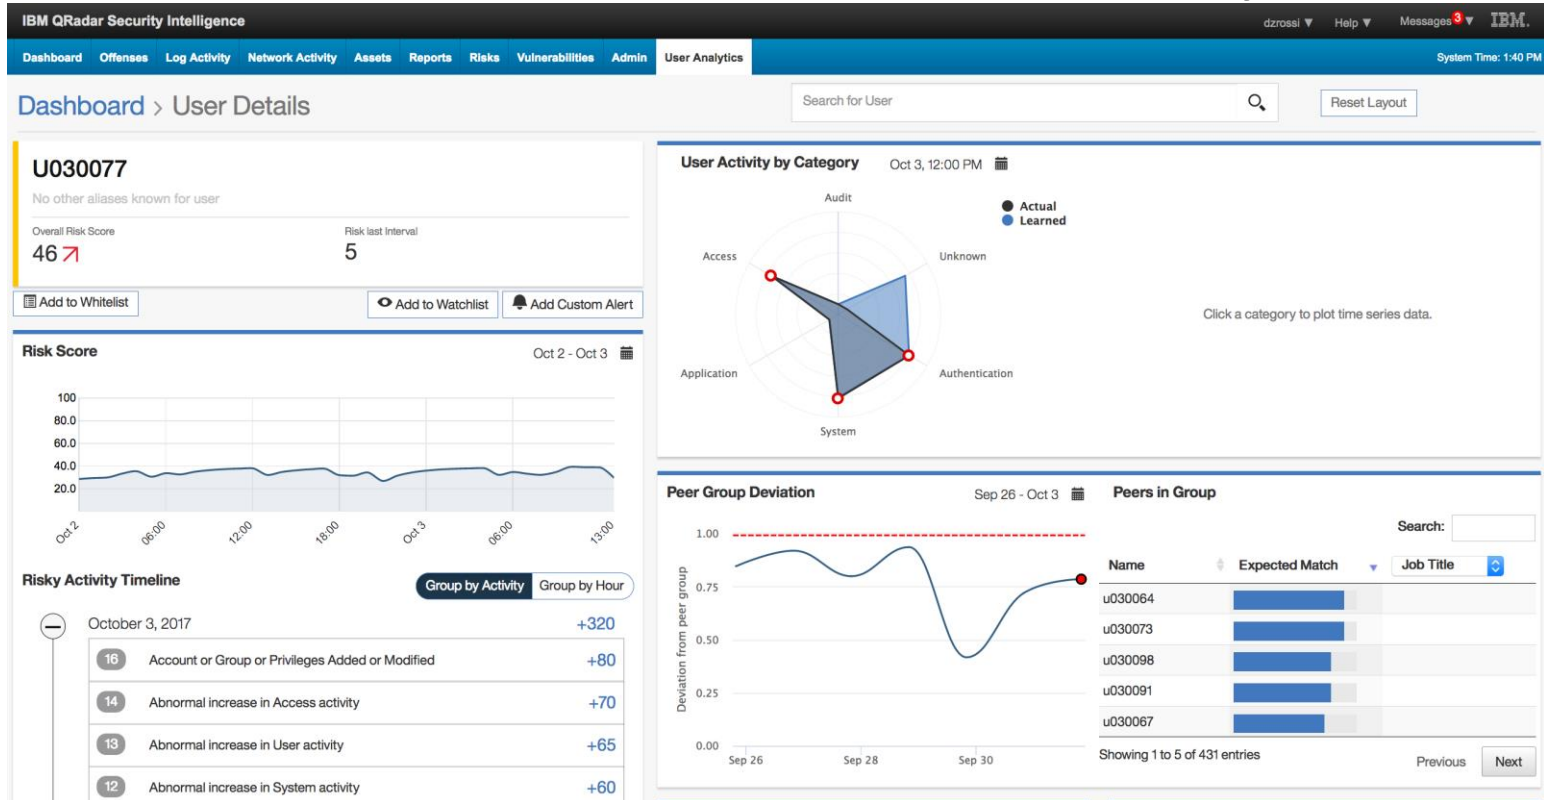 IBM QRadar Security Intelligence
dzrossi ▼ Help ▼ Messages 3 ▼ IBM.
Dashboard Offenses Log Activity Network Activity Assets Reports Risks Vulnerabilities Admin User Analytics System Time: 1:40 PM
Dashboard > User Details
Search for User
Reset Layout
U030077
No other aliases known for user
Overall Risk Score Risk last Interval
46 5
Add to Whitelist Add to Watchlist Add Custom Alert
Risk Score Oct 2 - Oct 3
100
80.0
60.0
40.0
20.0
Oct 2 06:00 12:00 18:00 Oct 3 06:00 13:00
Risky Activity Timeline Group by Activity Group by Hour
October 3, 2017 +320
16 Account or Group or Privileges Added or Modified +80
14 Abnormal increase in Access activity +70
13 Abnormal increase in User activity +65
12 Abnormal increase in System activity +60
User Activity by Category Oct 3, 12:00 PM
Actual
Learned
Audit
Access Unknown
Application Authentication
System
Click a category to plot time series data.
Peer Group Deviation Sep 26 - Oct 3
Deviation from peer group
1.00
0.75
0.50
0.25
0.00
Sep 26 Sep 28 Sep 30
Peers in Group
Search:
Name Expected Match Job Title
u030064
u030073
u030098
u030091
u030067
Showing 1 to 5 of 431 entries
Previous Next